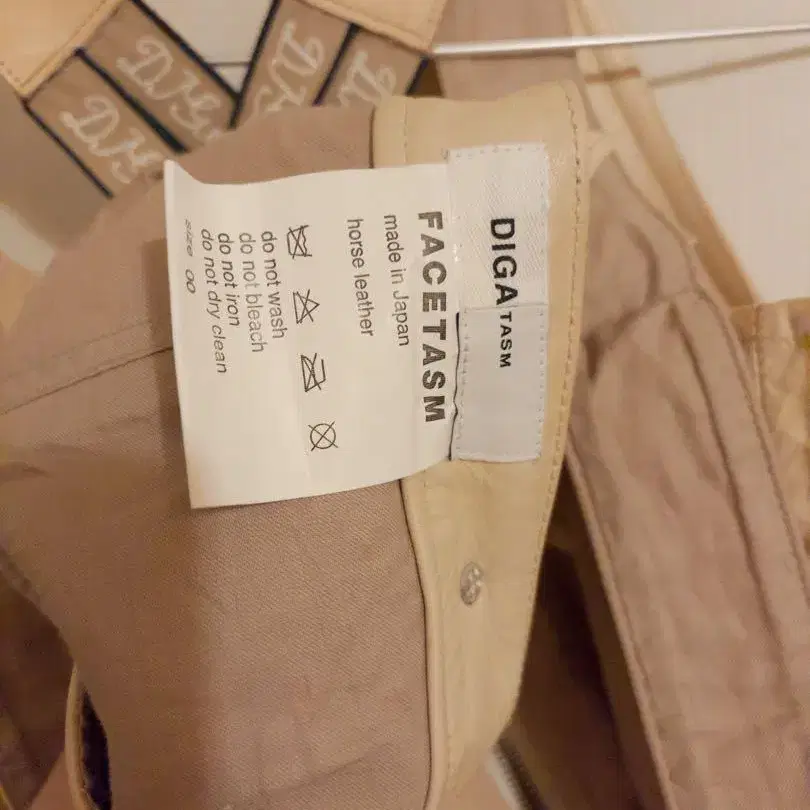 DIGA TASM
FACETASM
made in Japan
horse leather
do not wash
do not bleach
do not iron
do not dry clean
size 00